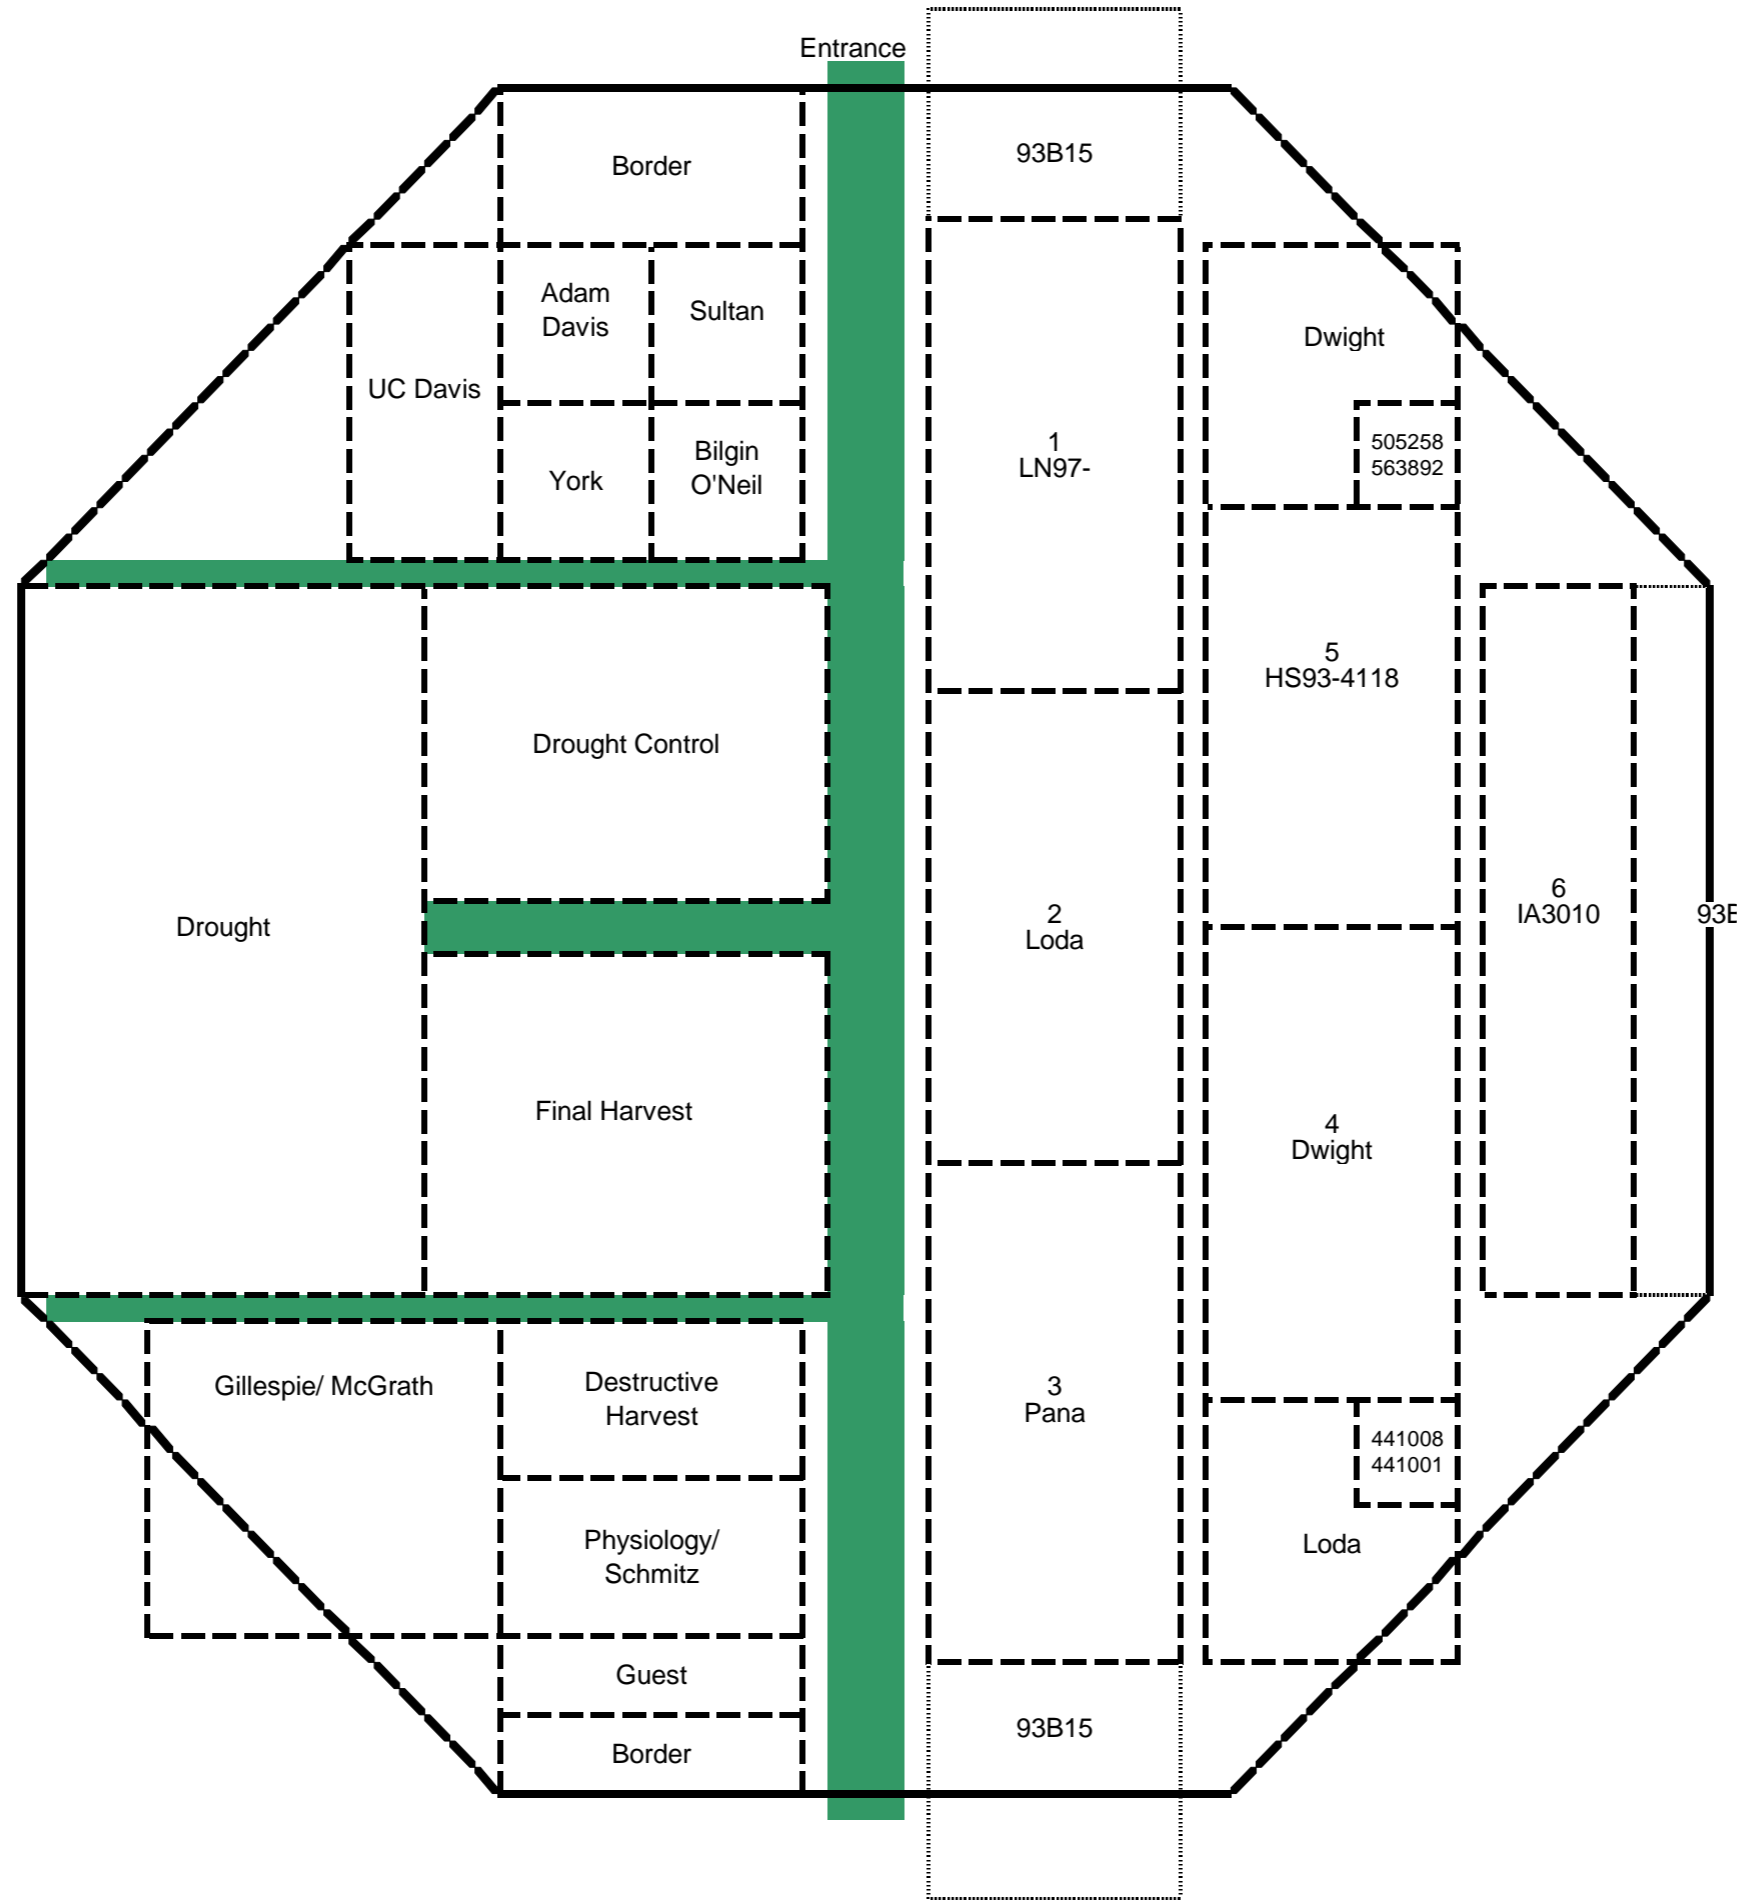 Entrance
Border
93B15
Adam
Davis
Sultan
Dwight
UC Davis
York
Bilgin
O'Neil
1
LN97-
505258
563892
5
HS93-4118
Drought Control
Drought
2
Loda
6
IA3010
93B
Final Harvest
4
Dwight
Gillespie/ McGrath
Destructive
Harvest
3
Pana
441008
441001
Physiology/
Schmitz
Loda
Guest
93B15
Border